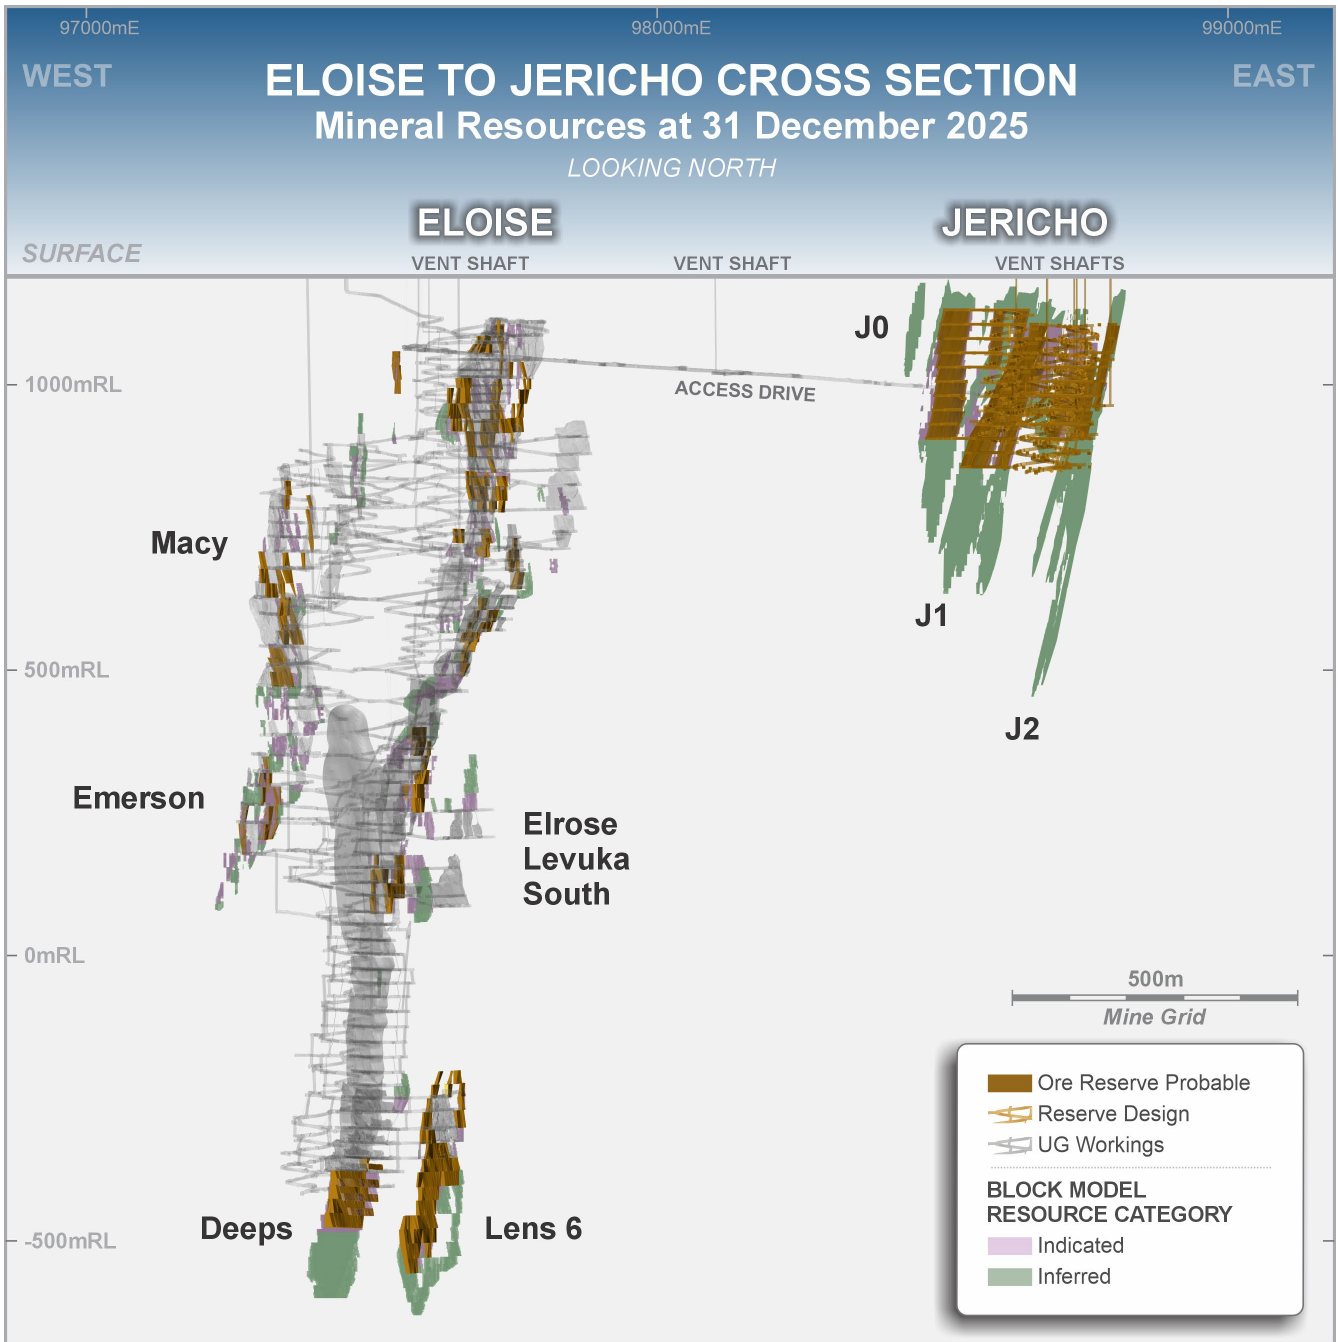 97000mE 98000mE 99000mE
WEST EAST
ELOISE TO JERICHO CROSS SECTION
Mineral Resources at 31 December 2025
LOOKING NORTH
ELOISE JERICHO
SURFACE
VENT SHAFT VENT SHAFT VENT SHAFTS
J0
1000mRL
ACCESS DRIVE
Macy
J1
500mRL
J2
Emerson
Elrose
Levuka
South
0mRL
500m
Mine Grid
Ore Reserve Probable
Reserve Design
UG Workings
BLOCK MODEL
RESOURCE CATEGORY
Indicated
Inferred
Deeps Lens 6
-500mRL